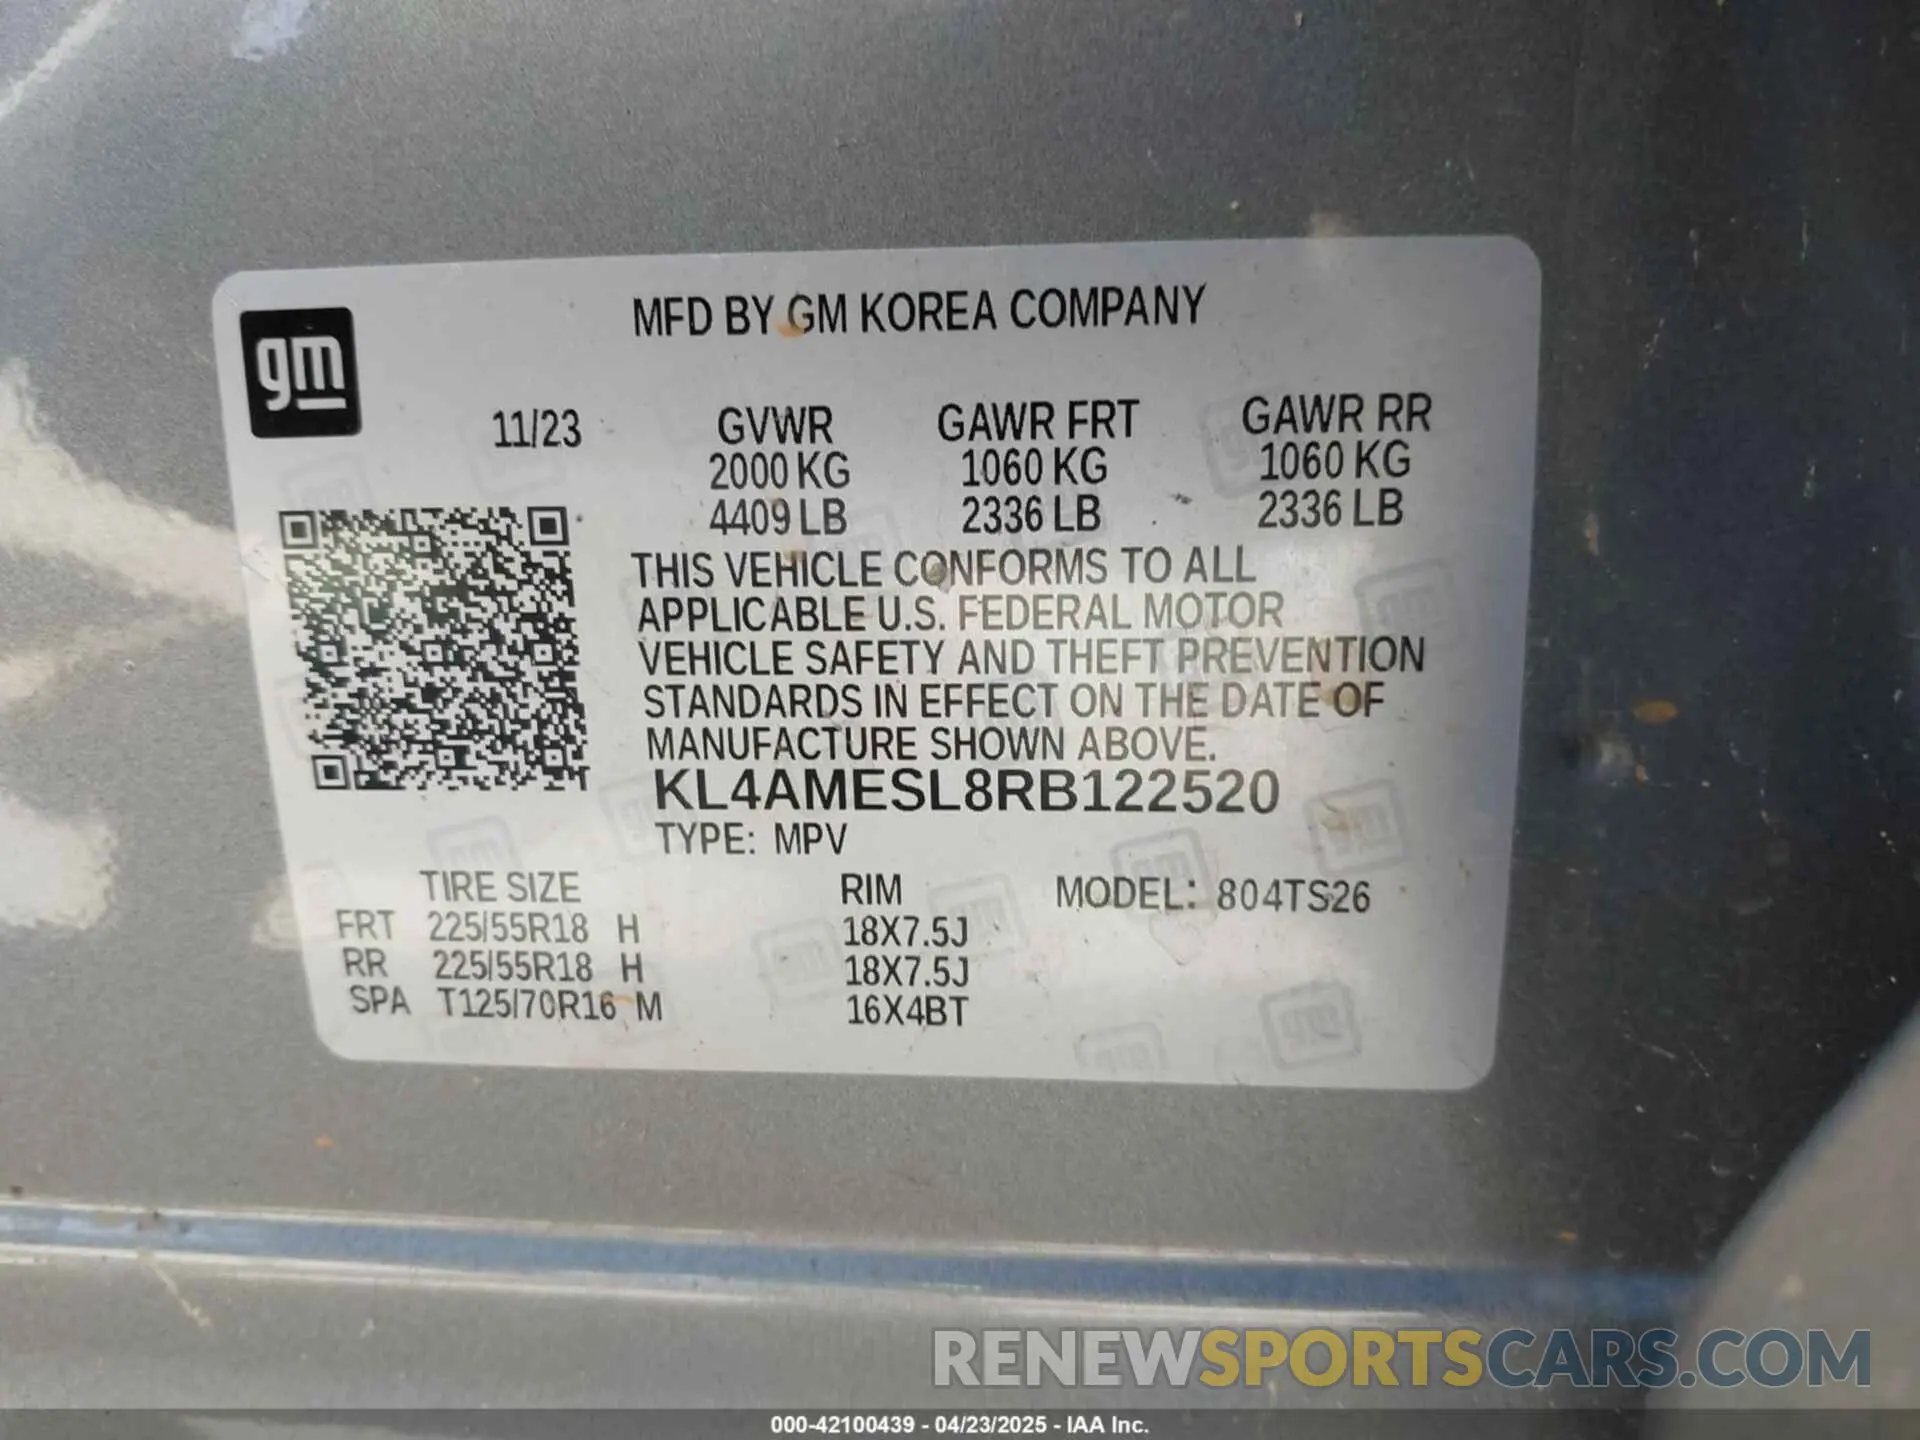 MFD BY GM KOREA COMPANY
gm
11/23 GVWR GAWR FRT GAWR RR
2000 KG 1060 KG 1060 KG
4409 LB 2336 LB 2336 LB
THIS VEHICLE CONFORMS TO ALL
APPLICABLE U.S. FEDERAL MOTOR
VEHICLE SAFETY AND THEFT PREVENTION
STANDARDS IN EFFECT ON THE DATE OF
MANUFACTURE SHOWN ABOVE.
KL4AMESL8RB122520
TYPE: MPV
TIRE SIZE RIM MODEL: 804TS26
FRT 225/55R18 H 18X7.5J
RR 225/55R18 H 18X7.5J
SPA T125/70R16 M 16X4BT
RENEWSPORTSCARS.COM
000-42100439 - 04/23/2025 - IAA Inc.